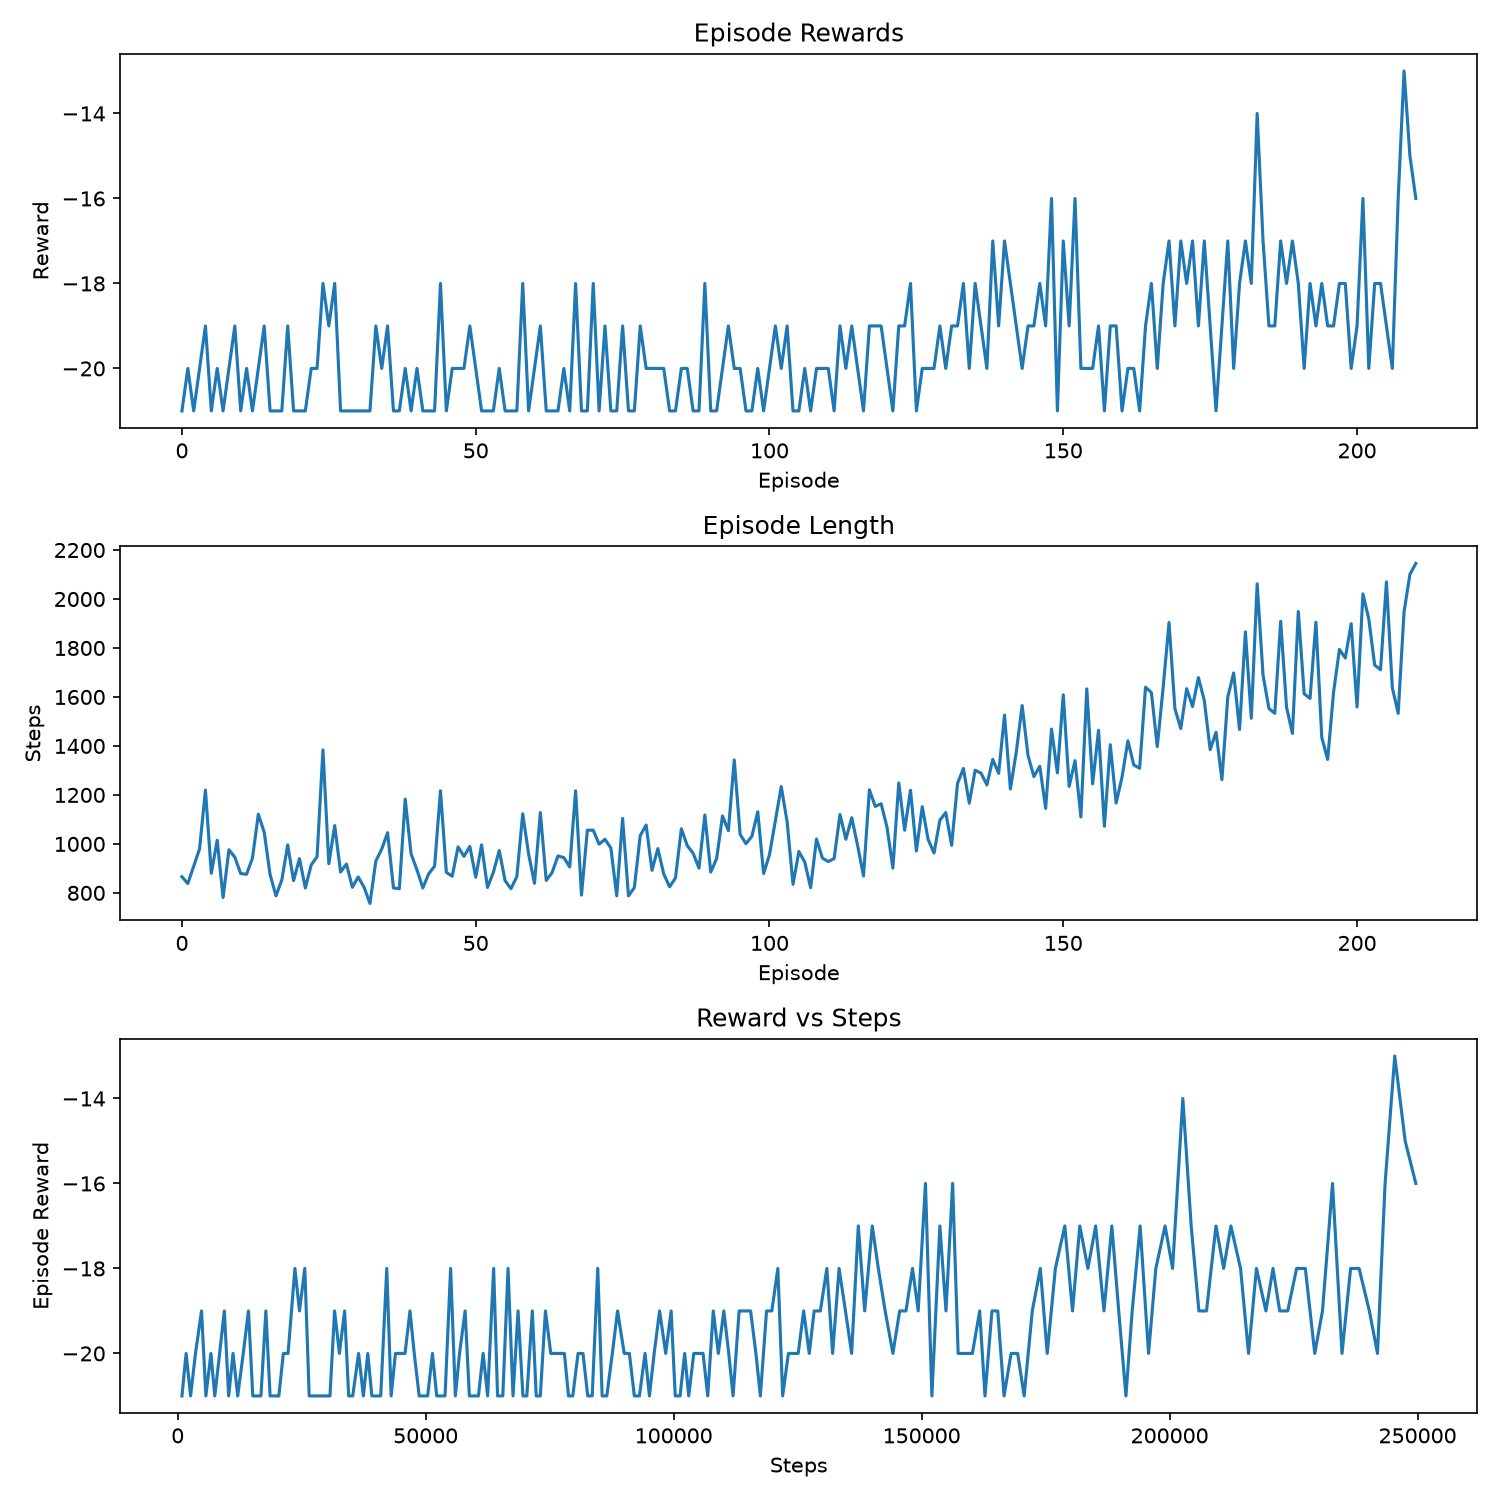 Episode Rewards
−14
−16
−18
−20
Reward
0 50 100 150 200
Episode
Episode Length
2200
2000
1800
1600
1400
1200
1000
800
Steps
0 50 100 150 200
Episode
Reward vs Steps
−14
−16
−18
−20
Episode Reward
0 50000 100000 150000 200000 250000
Steps